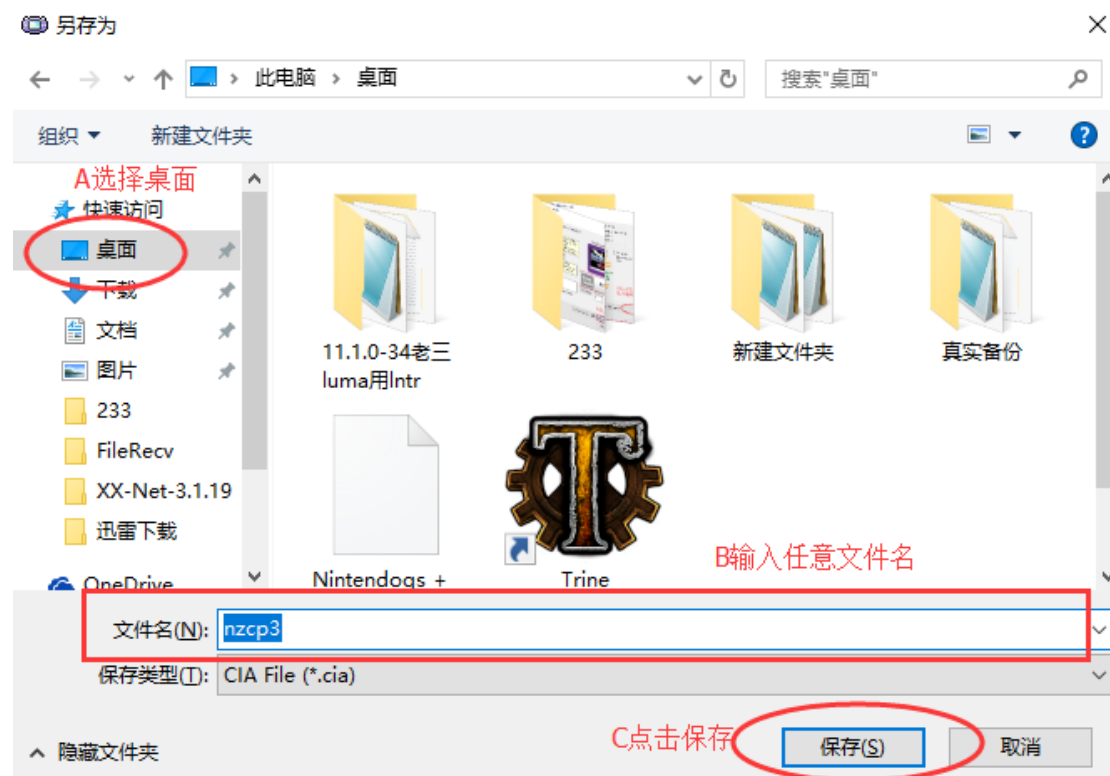 另存为
此电脑 › 桌面
搜索"桌面"
组织
新建文件夹
A选择桌面
快速访问
桌面
下载
文档
图片
233
FileRecv
XX-Net-3.1.19
迅雷下载
OneDrive
11.1.0-34老三
luma用lntr
233
新建文件夹
真实备份
Nintendogs +
Trine
B输入任意文件名
文件名(N): nzcp3
保存类型(T): CIA File (*.cia)
C点击保存
隐藏文件夹
保存(S)
取消